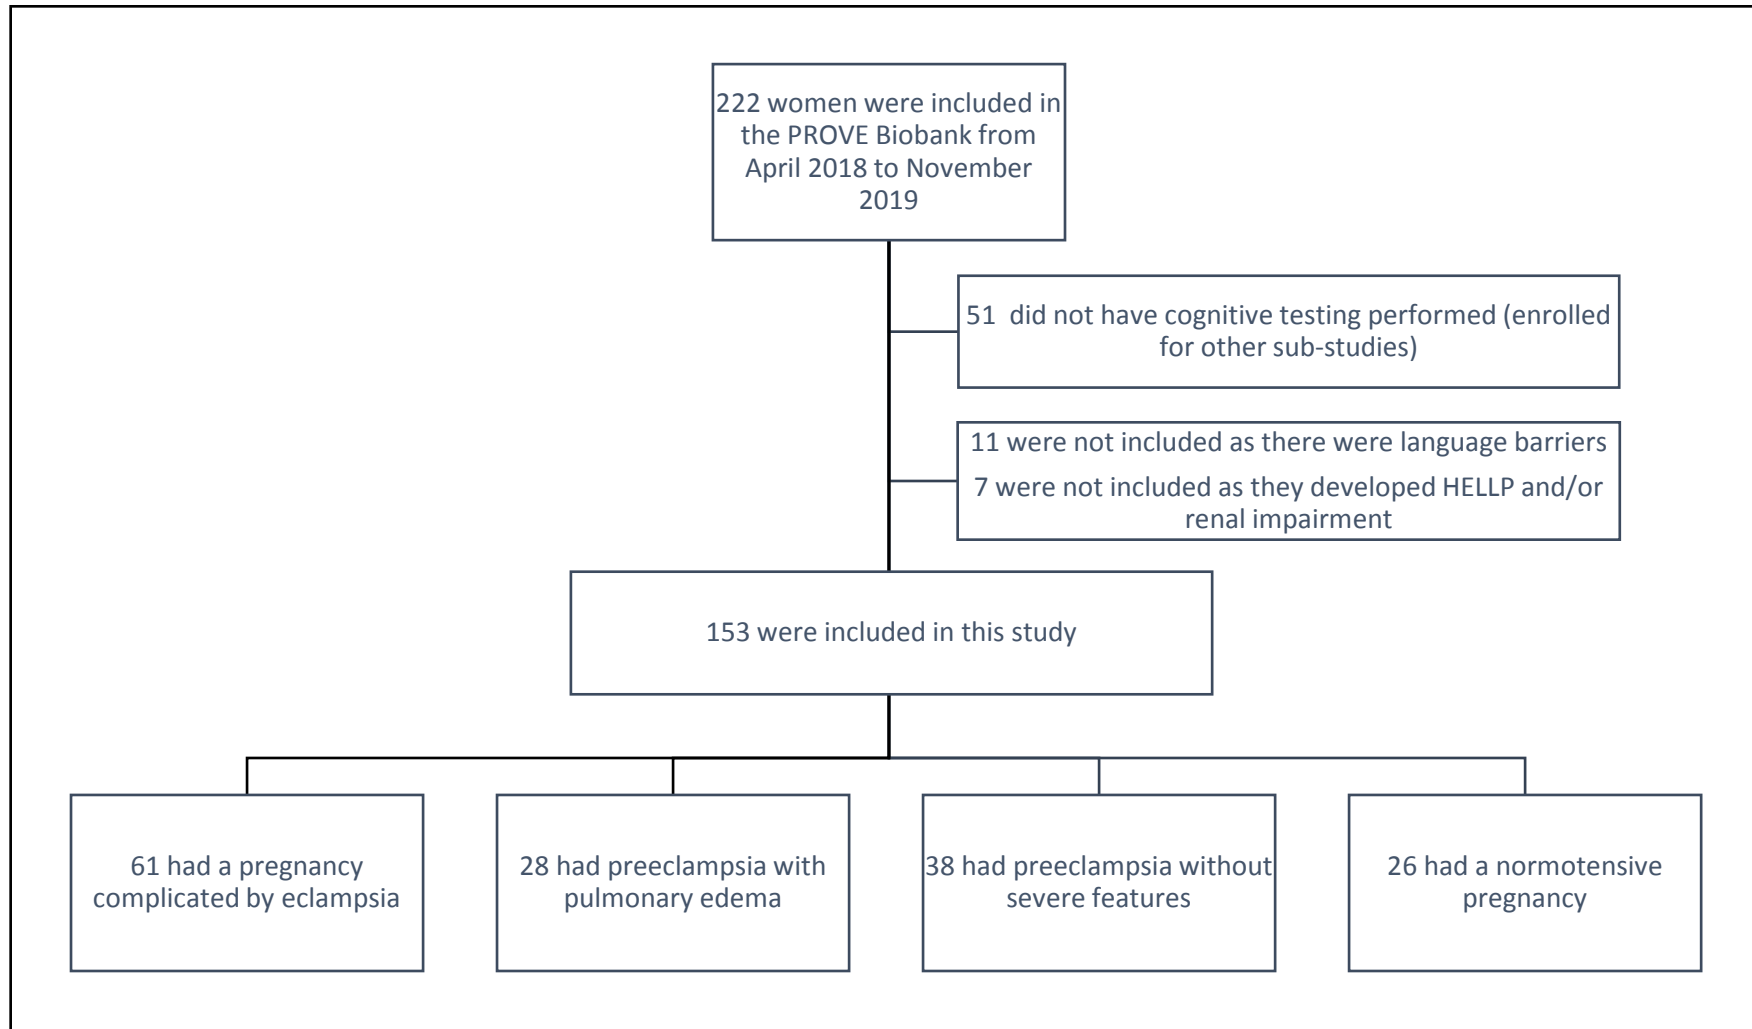 222 women were included in
the PROVE Biobank from
April 2018 to November
2019
51 did not have cognitive testing performed (enrolled
for other sub-studies)
11 were not included as there were language barriers
7 were not included as they developed HELLP and/or
renal impairment
153 were included in this study
61 had a pregnancy
complicated by eclampsia
28 had preeclampsia with
pulmonary edema
38 had preeclampsia without
severe features
26 had a normotensive
pregnancy